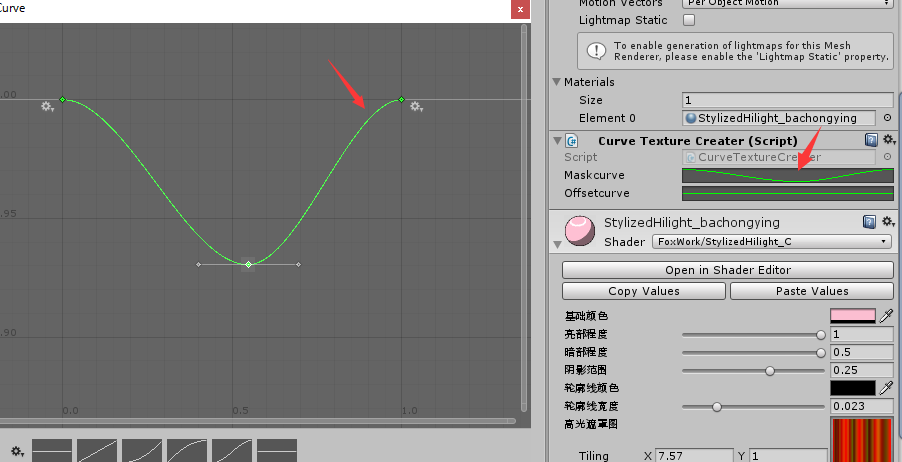 Curve
x
.00
.95
.90
0.0
0.5
1.0
Motion Vectors
Per Object Motion
Lightmap Static
To enable generation of lightmaps for this Mesh
Renderer, please enable the 'Lightmap Static' property.
Materials
Size
1
Element 0
StylizedHilight_bachongying
Curve Texture Creater (Script)
Script
CurveTextureCreater
Maskcurve
Offsetcurve
StylizedHilight_bachongying
Shader
FoxWork/StylizedHilight_C
Open in Shader Editor
Copy Values
Paste Values
基础颜色
亮部程度
1
暗部程度
0.5
阴影范围
0.25
轮廓线颜色
轮廓线宽度
0.023
高光遮罩图
Tiling
X 7.57
Y 1